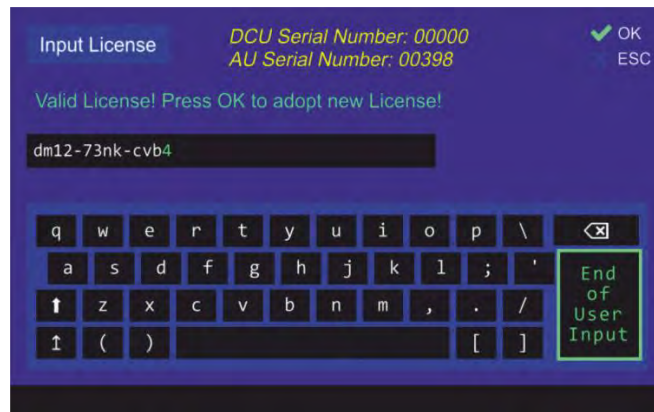 Input License
DCU Serial Number: 00000
AU Serial Number: 00398
OK
ESC
Valid License! Press OK to adopt new License!
dm12-73nk-cvb4
q w e r t y u i o p \
a s d f g h j k l ; '
z x c v b n m , . /
( ) [ ]
End
of
User
Input